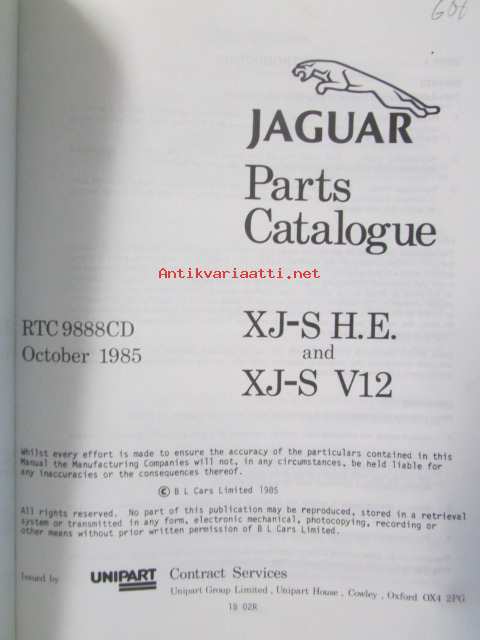 60€
JAGUAR
Parts
Catalogue
Antikvariaatti.net
RTC 9888CD
October 1985
XJ-S H.E.
and
XJ-S V12
Whilst every effort is made to ensure the accuracy of the particulars contained in this
Manual the Manufacturing Companies will not, in any circumstances, be held liable for
any inaccuracies or the consequences thereof.
© B L Cars Limited 1985
All rights reserved. No part of this publication may be reproduced, stored in a retrieval
system or transmitted in any form, electronic mechanical, photocopying, recording or
other means without prior written permission of B L Cars Limited.
Issued by UNIPART Contract Services
Unipart Group Limited, Unipart House, Cowley, Oxford OX4 2PG
18 02R